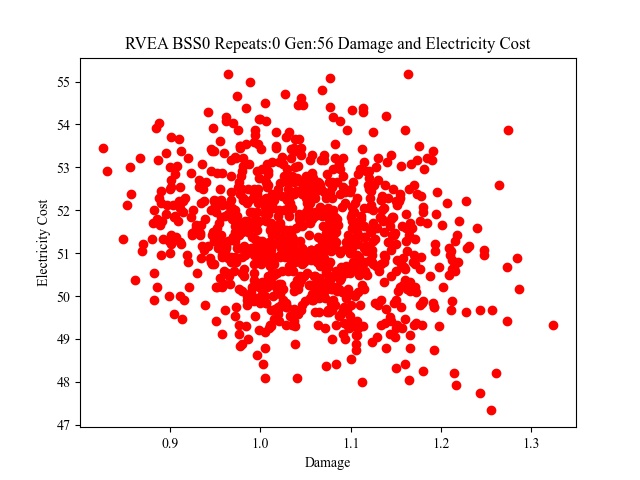 RVEA BSS0 Repeats:0 Gen:56 Damage and Electricity Cost
55
54
53
52
51
50
49
48
47
Electricity Cost
0.9 1.0 1.1 1.2 1.3
Damage